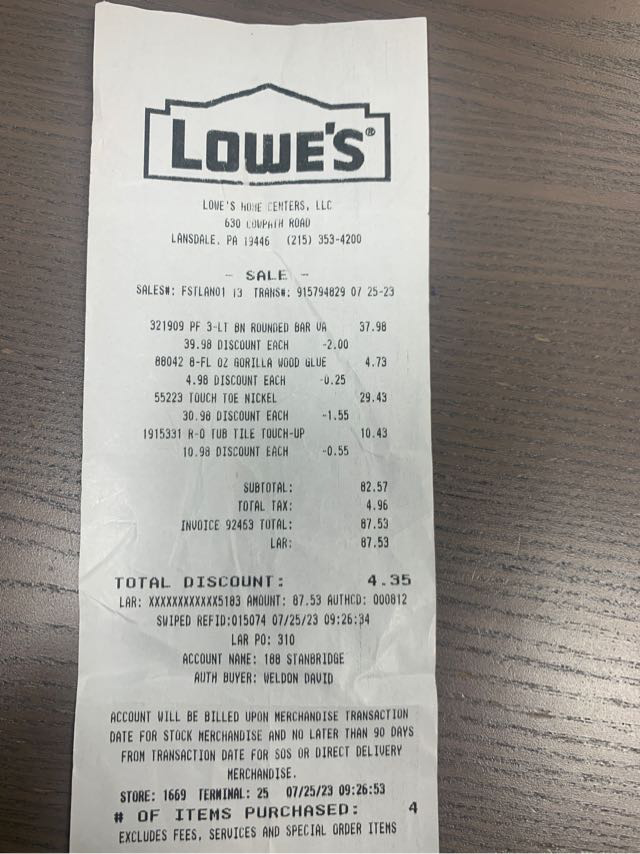 LOWE'S®
LOWE'S HOME CENTERS, LLC
630 COWPATH ROAD
LANSDALE, PA 19446 (215) 353-4200
- SALE -
SALES#: FSTLAN01 13 TRANS#: 915794829 07 25-23
321909 PF 3-LT BN ROUNDED BAR VA 37.98
39.98 DISCOUNT EACH -2.00
88042 8-FL OZ GORILLA WOOD GLUE 4.73
4.98 DISCOUNT EACH -0.25
55223 TOUCH TOE NICKEL 29.43
30.98 DISCOUNT EACH -1.55
1915331 R-O TUB TILE TOUCH-UP 10.43
10.98 DISCOUNT EACH -0.55
SUBTOTAL: 82.57
TOTAL TAX: 4.96
INVOICE 92463 TOTAL: 87.53
LAR: 87.53
TOTAL DISCOUNT: 4.35
LAR: XXXXXXXXXXXX5183 AMOUNT: 87.53 AUTHCD: 000812
SWIPED REFID:015074 07/25/23 09:26:34
LAR PO: 310
ACCOUNT NAME: 188 STANBRIDGE
AUTH BUYER: WELDON DAVID
ACCOUNT WILL BE BILLED UPON MERCHANDISE TRANSACTION
DATE FOR STOCK MERCHANDISE AND NO LATER THAN 90 DAYS
FROM TRANSACTION DATE FOR SOS OR DIRECT DELIVERY
MERCHANDISE.
STORE: 1669 TERMINAL: 25 07/25/23 09:26:53
# OF ITEMS PURCHASED: 4
EXCLUDES FEES, SERVICES AND SPECIAL ORDER ITEMS